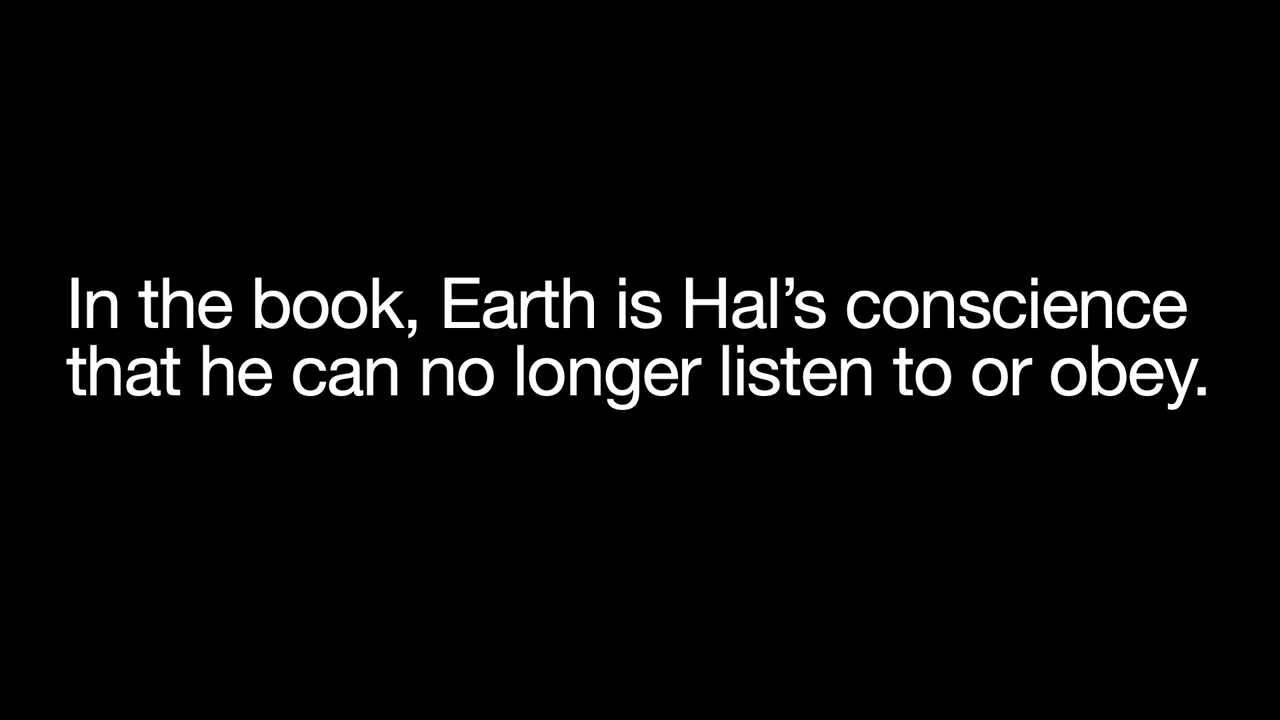 In the book, Earth is Hal’s conscience
that he can no longer listen to or obey.